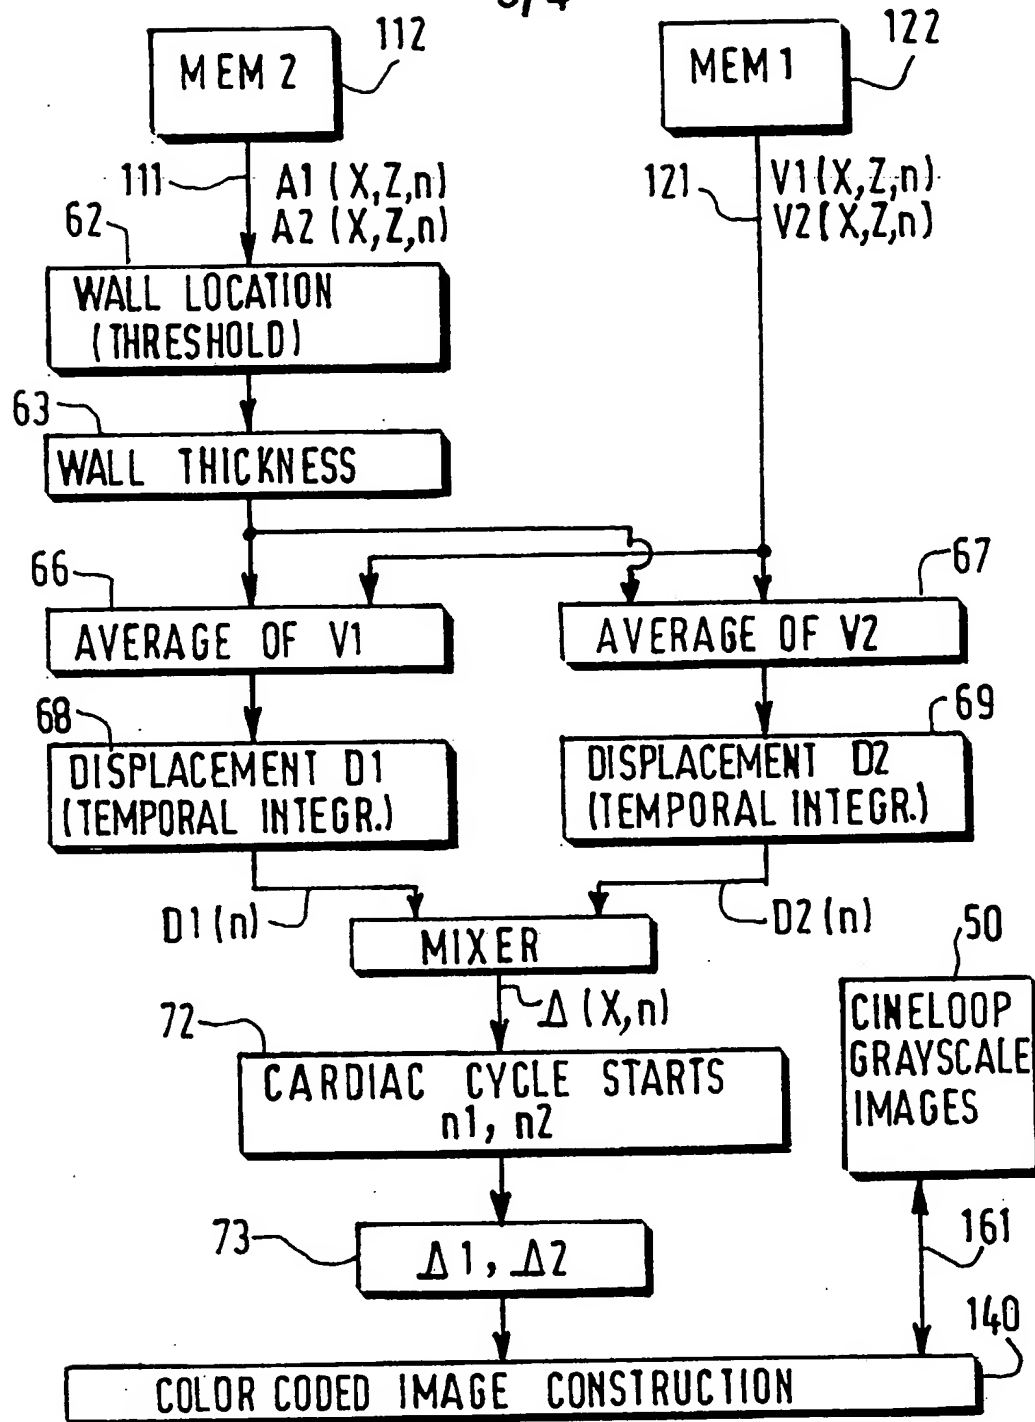 3/4
MEM 2
112
MEM 1
122
111
A1 (X,Z,n)
A2 (X,Z,n)
121
V1 (X,Z,n)
V2 (X,Z,n)
62
WALL LOCATION
(THRESHOLD)
63
WALL THICKNESS
66
AVERAGE OF V1
67
AVERAGE OF V2
68
DISPLACEMENT D1
(TEMPORAL INTEGR.)
69
DISPLACEMENT D2
(TEMPORAL INTEGR.)
D1 (n)
D2 (n)
MIXER
Δ (X,n)
50
CINELOOP
GRAYSCALE
IMAGES
72
CARDIAC CYCLE STARTS
n1, n2
73
Δ1, Δ2
161
140
COLOR CODED IMAGE CONSTRUCTION